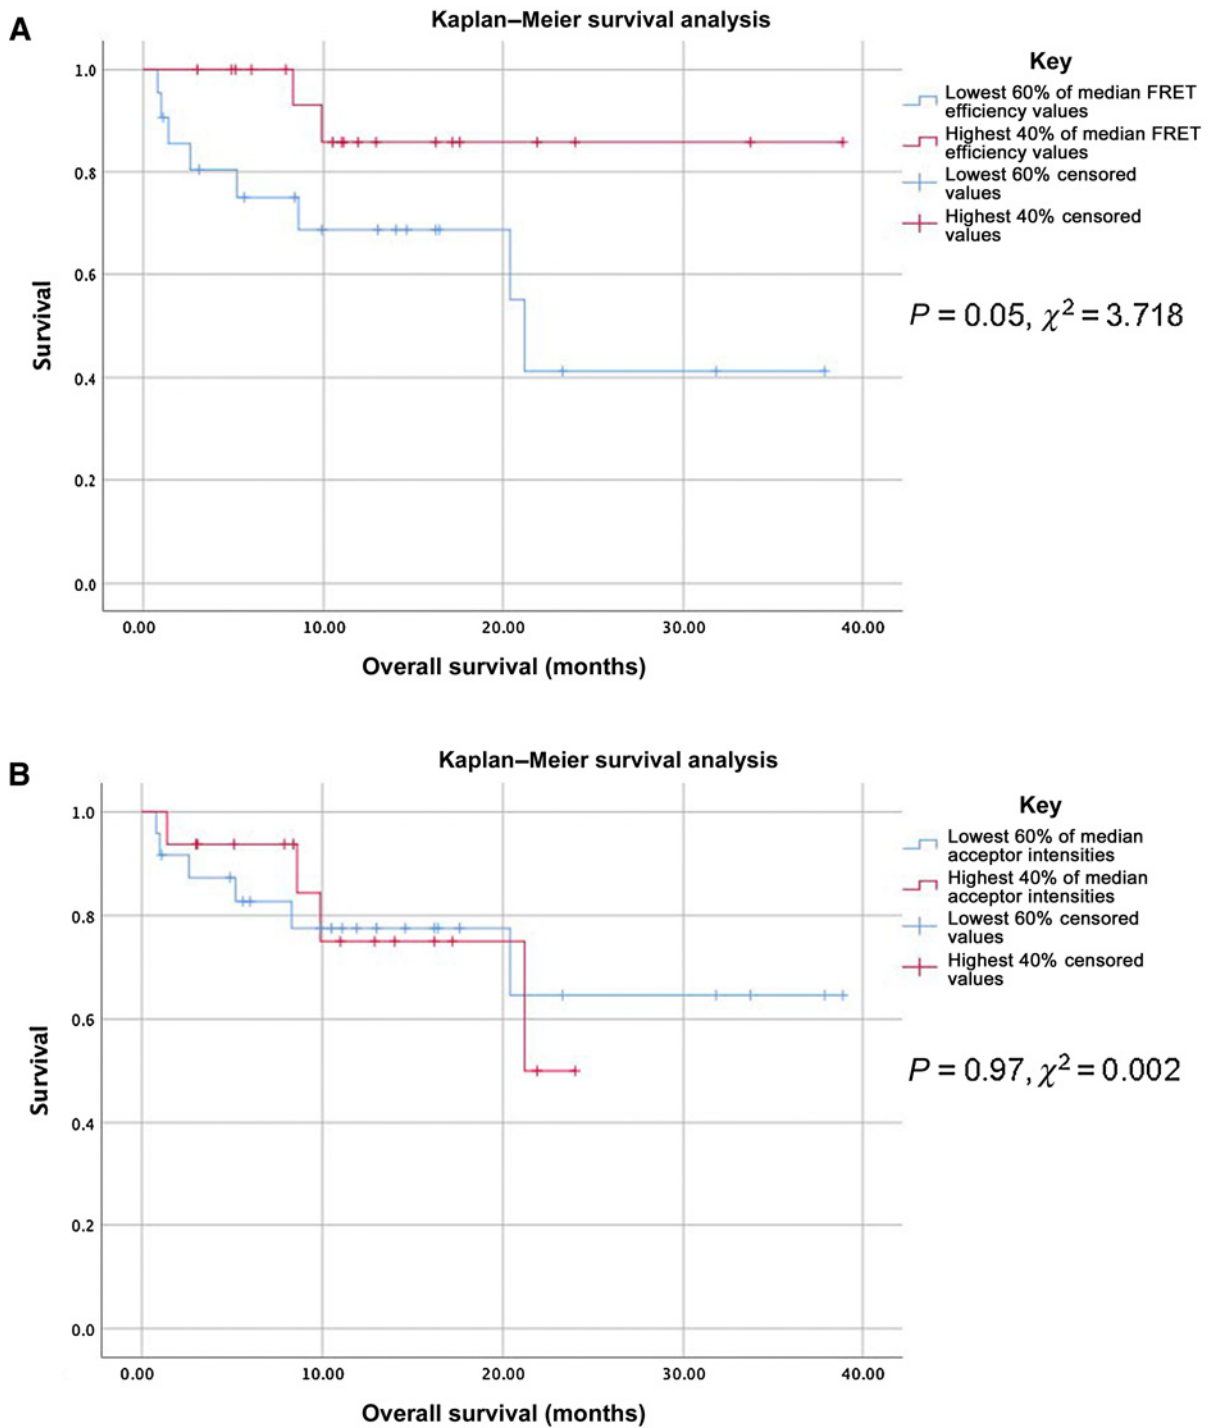 A
Kaplan–Meier survival analysis
Key
Lowest 60% of median FRET
efficiency values
Highest 40% of median FRET
efficiency values
Lowest 60% censored
values
Highest 40% censored
values
P = 0.05, χ² = 3.718
Survival
1.0
0.8
0.6
0.4
0.2
0.0
0.00 10.00 20.00 30.00 40.00
Overall survival (months)
B
Kaplan–Meier survival analysis
Key
Lowest 60% of median
acceptor intensities
Highest 40% of median
acceptor intensities
Lowest 60% censored
values
Highest 40% censored
values
P = 0.97, χ² = 0.002
Survival
1.0
0.8
0.6
0.4
0.2
0.0
0.00 10.00 20.00 30.00 40.00
Overall survival (months)